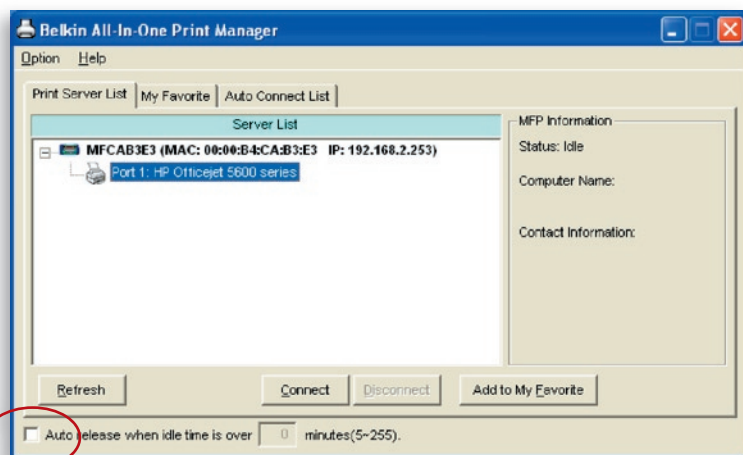 Belkin All-In-One Print Manager
Option Help
Print Server List My Favorite Auto Connect List
Server List
MFCAB3E3 (MAC: 00:00:B4:CA:B3:E3 IP: 192.168.2.253)
Port 1: HP Officejet 5600 series
MFP Information
Status: Idle
Computer Name:
Contact Information:
Refresh Connect Disconnect Add to My Favorite
Auto release when idle time is over 0 minutes(5~255).